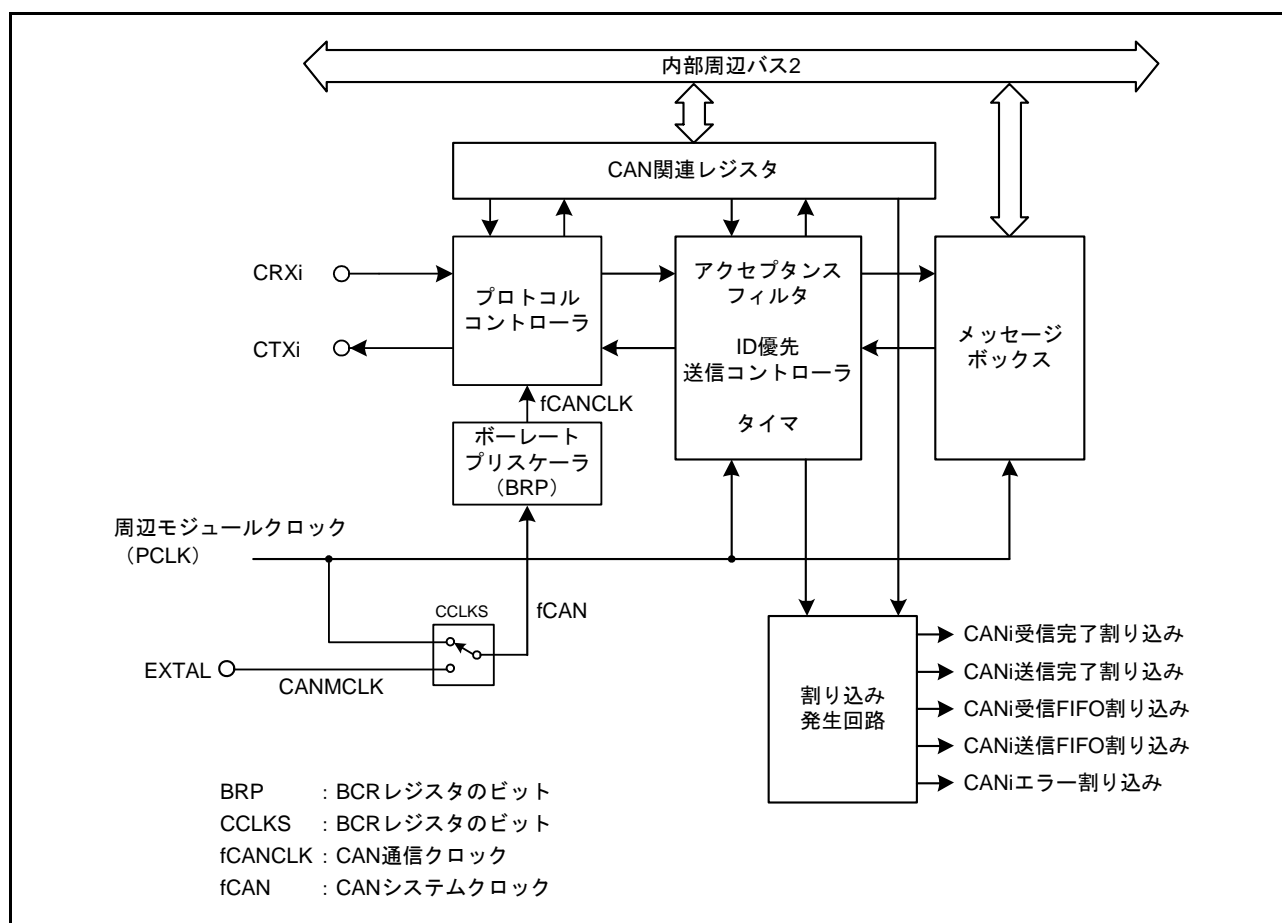 内部周辺バス2
CAN関連レジスタ
CRXi
CTXi
プロトコル
コントローラ
アクセプタンス
フィルタ
ID優先
送信コントローラ
タイマ
メッセージ
ボックス
fCANCLK
ボーレート
プリスケーラ
（BRP）
周辺モジュールクロック
（PCLK）
CCLKS
fCAN
EXTAL
CANMCLK
割り込み
発生回路
CANi受信完了割り込み
CANi送信完了割り込み
CANi受信FIFO割り込み
CANi送信FIFO割り込み
CANiエラー割り込み
BRP : BCRレジスタのビット
CCLKS : BCRレジスタのビット
fCANCLK : CAN通信クロック
fCAN : CANシステムクロック